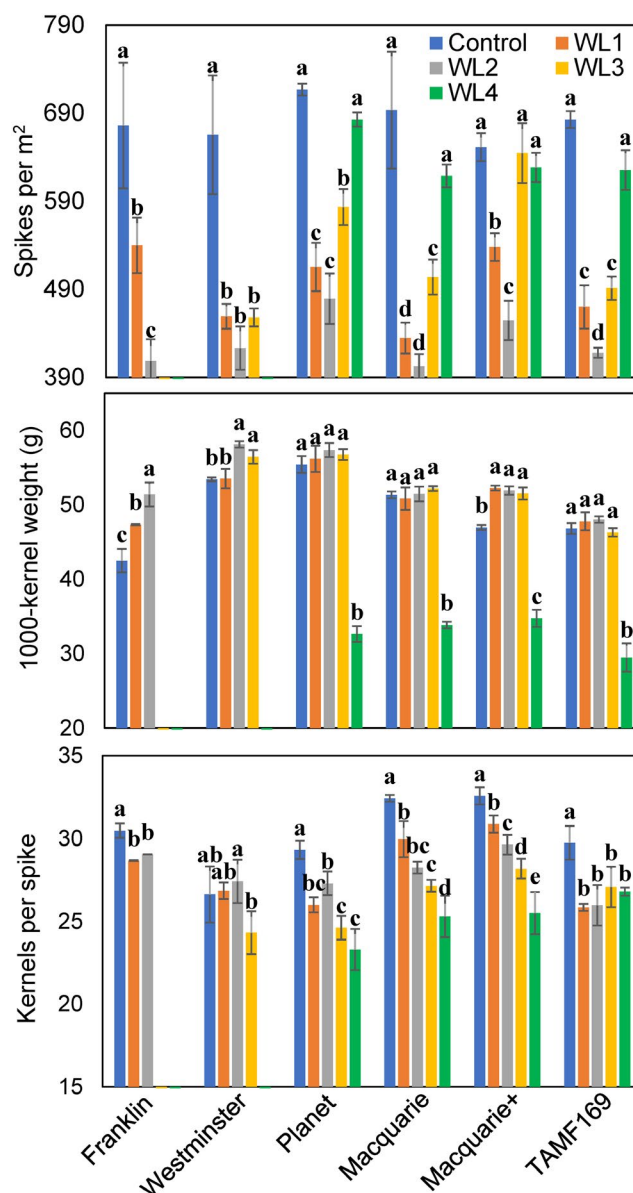 Control WL1
WL2 WL3
WL4
Spikes per m²
790
690
590
490
390
a b c
a b b b
a c c b a
a d d c a
a b c a a
a c d c a
1000-kernel weight (g)
60
50
40
30
20
c b a
b b a a
a a a a b
a a a a b
b a a a c
a a a a b
Kernels per spike
35
30
25
20
15
a b b
ab ab a b
a bc b c c
a b bc c d
a b c d e
a b b b b
Franklin
Westminster
Planet
Macquarie
Macquarie+
TAMF169